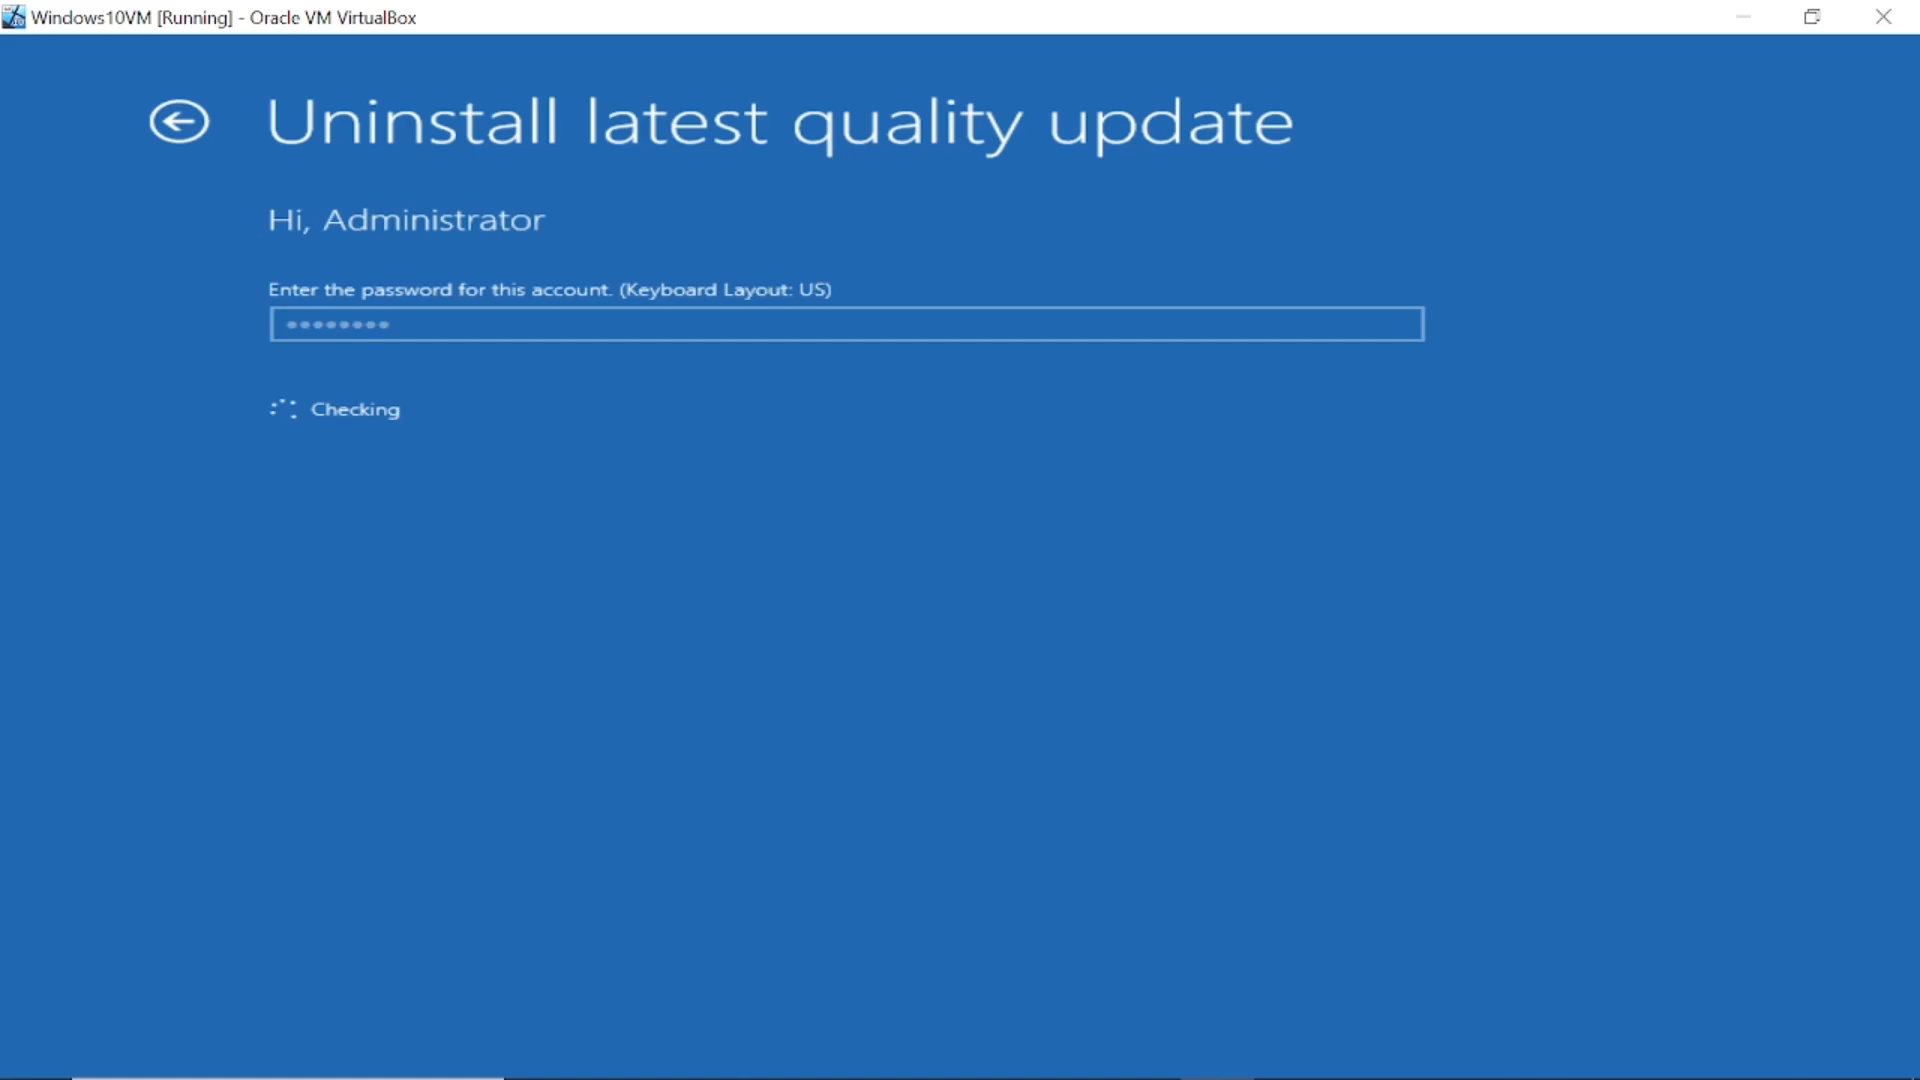 Windows10VM [Running] - Oracle VM VirtualBox
Uninstall latest quality update
Hi, Administrator
Enter the password for this account. (Keyboard Layout: US)
••••••••
Checking